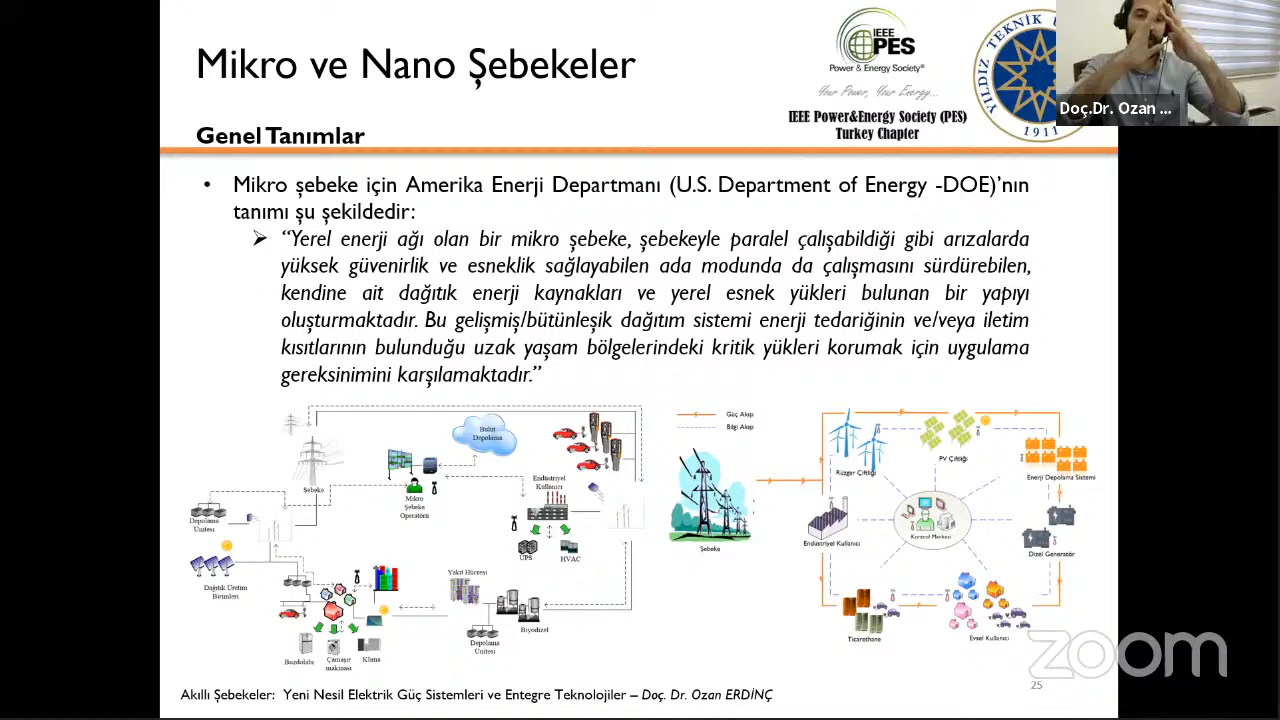 Mikro ve Nano Şebekeler
IEEE
PES
Power & Energy Society®
Your Power, Your Energy...
IEEE Power&Energy Society (PES)
Turkey Chapter
YILDIZ TEKNİK
1911
Doç.Dr. Ozan ...
Genel Tanımlar
• Mikro şebeke için Amerika Enerji Departmanı (U.S. Department of Energy -DOE)’nın
tanımı şu şekildedir:
“Yerel enerji ağı olan bir mikro şebeke, şebekeyle paralel çalışabildiği gibi arızalarda
yüksek güvenirlik ve esneklik sağlayabilen ada modunda da çalışmasını sürdürebilen,
kendine ait dağıtık enerji kaynakları ve yerel esnek yükleri bulunan bir yapıyı
oluşturmaktadır. Bu gelişmiş/bütünleşik dağıtım sistemi enerji tedariğinin ve/veya iletim
kısıtlarının bulunduğu uzak yaşam bölgelerindeki kritik yükleri korumak için uygulama
gereksinimini karşılamaktadır.”
Bulut
Depolama
Şebeke
Mikro
Şebeke
Operatörü
Endüstriyel
Kullanıcı
Depolama
Ünitesi
UPS
HVAC
Dağıtık Üretim
Birimleri
Yakıt Hücresi
Biyodizel
Depolama
Ünitesi
Buzdolabı
Çamaşır
makinası
Klima
Güç Akışı
Bilgi Akışı
Şebeke
Rüzgar Çiftliği
PV Çiftliği
Enerji Depolama Sistemi
Endüstriyel Kullanıcı
Kontrol Merkezi
Dizel Generatör
Ticarethane
Evsel Kullanıcı
zoom
25
Akıllı Şebekeler: Yeni Nesil Elektrik Güç Sistemleri ve Entegre Teknolojiler – Doç. Dr. Ozan ERDİNÇ